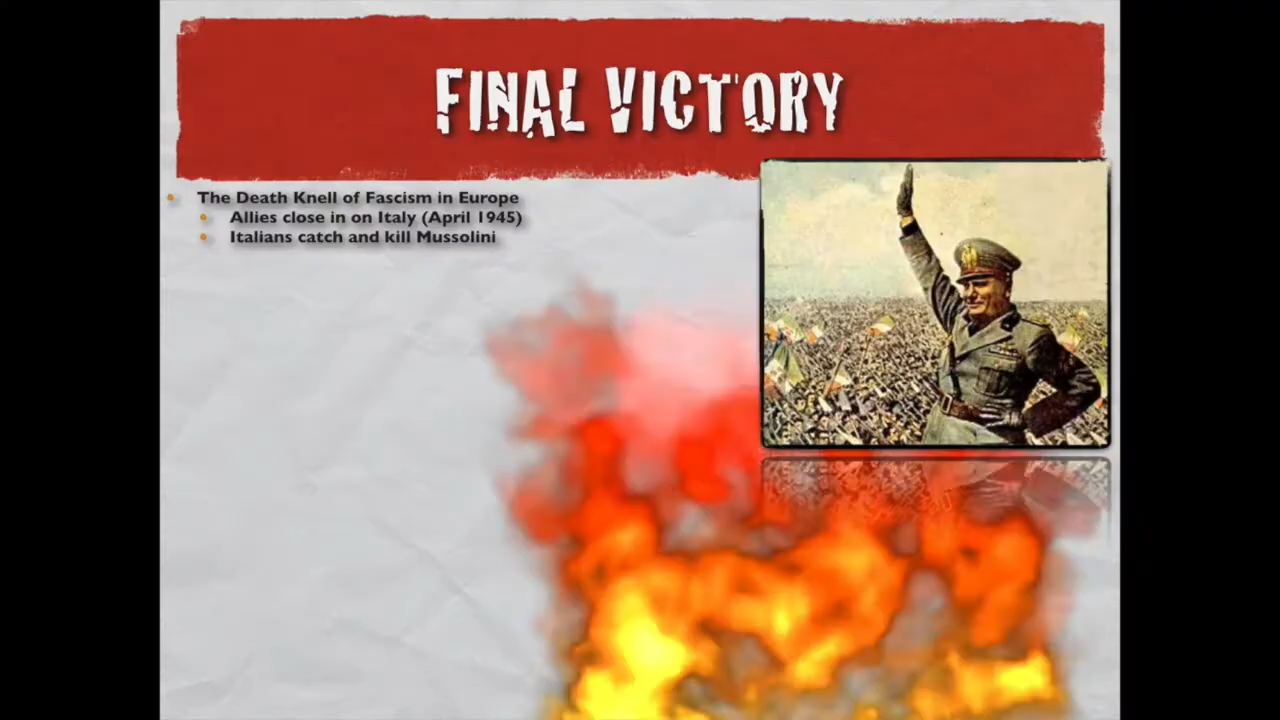 FINAL VICTORY
The Death Knell of Fascism in Europe
Allies close in on Italy (April 1945)
Italians catch and kill Mussolini